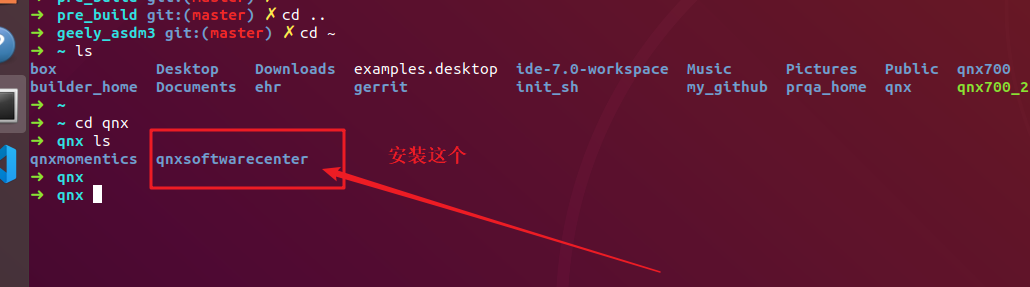 ➜ pre_build git:(master) ✗
➜ pre_build git:(master) ✗ cd ..
➜ geely_asdm3 git:(master) ✗ cd ~
➜ ~ ls
box Desktop Downloads examples.desktop ide-7.0-workspace Music Pictures Public qnx700
builder_home Documents ehr gerrit init_sh my_github prqa_home qnx qnx700_2
➜ ~
➜ ~ cd qnx
➜ qnx ls
qnxmomentics qnxsoftwarecenter
安装这个
➜ qnx
➜ qnx